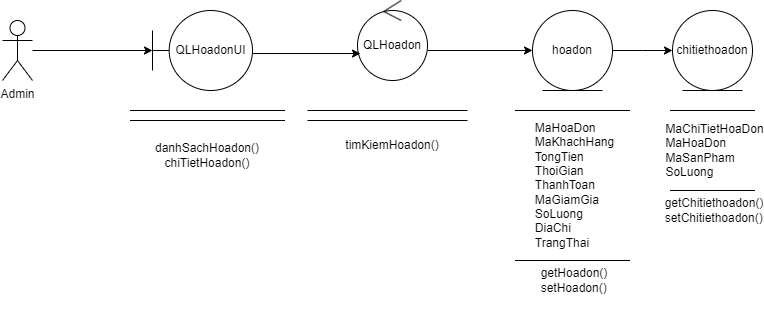 Admin
QLHoadonUI
danhSachHoadon()
chiTietHoadon()
QLHoadon
timKiemHoadon()
hoadon
MaHoaDon
MaKhachHang
TongTien
ThoiGian
ThanhToan
MaGiamGia
SoLuong
DiaChi
TrangThai
getHoadon()
setHoadon()
chitiethoadon
MaChiTietHoaDon
MaHoaDon
MaSanPham
SoLuong
getChitiethoadon()
setChitiethoadon()